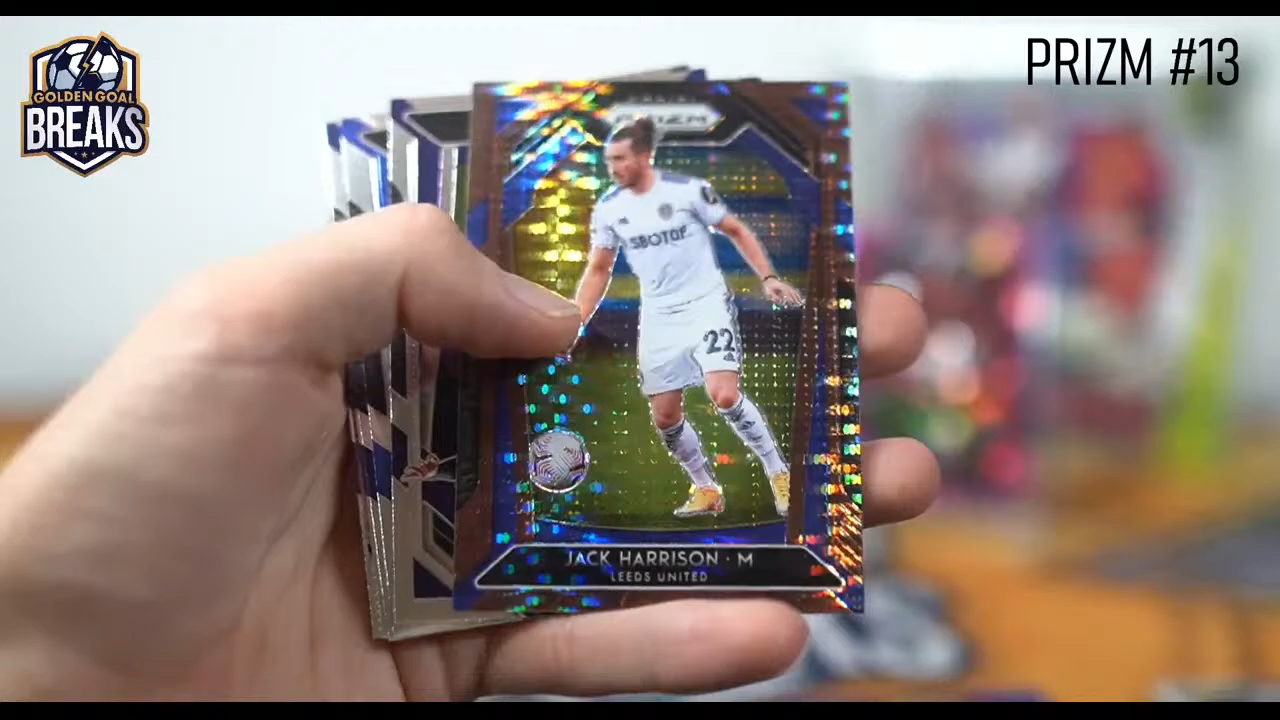 GOLDEN GOAL
BREAKS
PRIZM #13
PRIZM
SBOTOP
22
JACK HARRISON · M
LEEDS UNITED